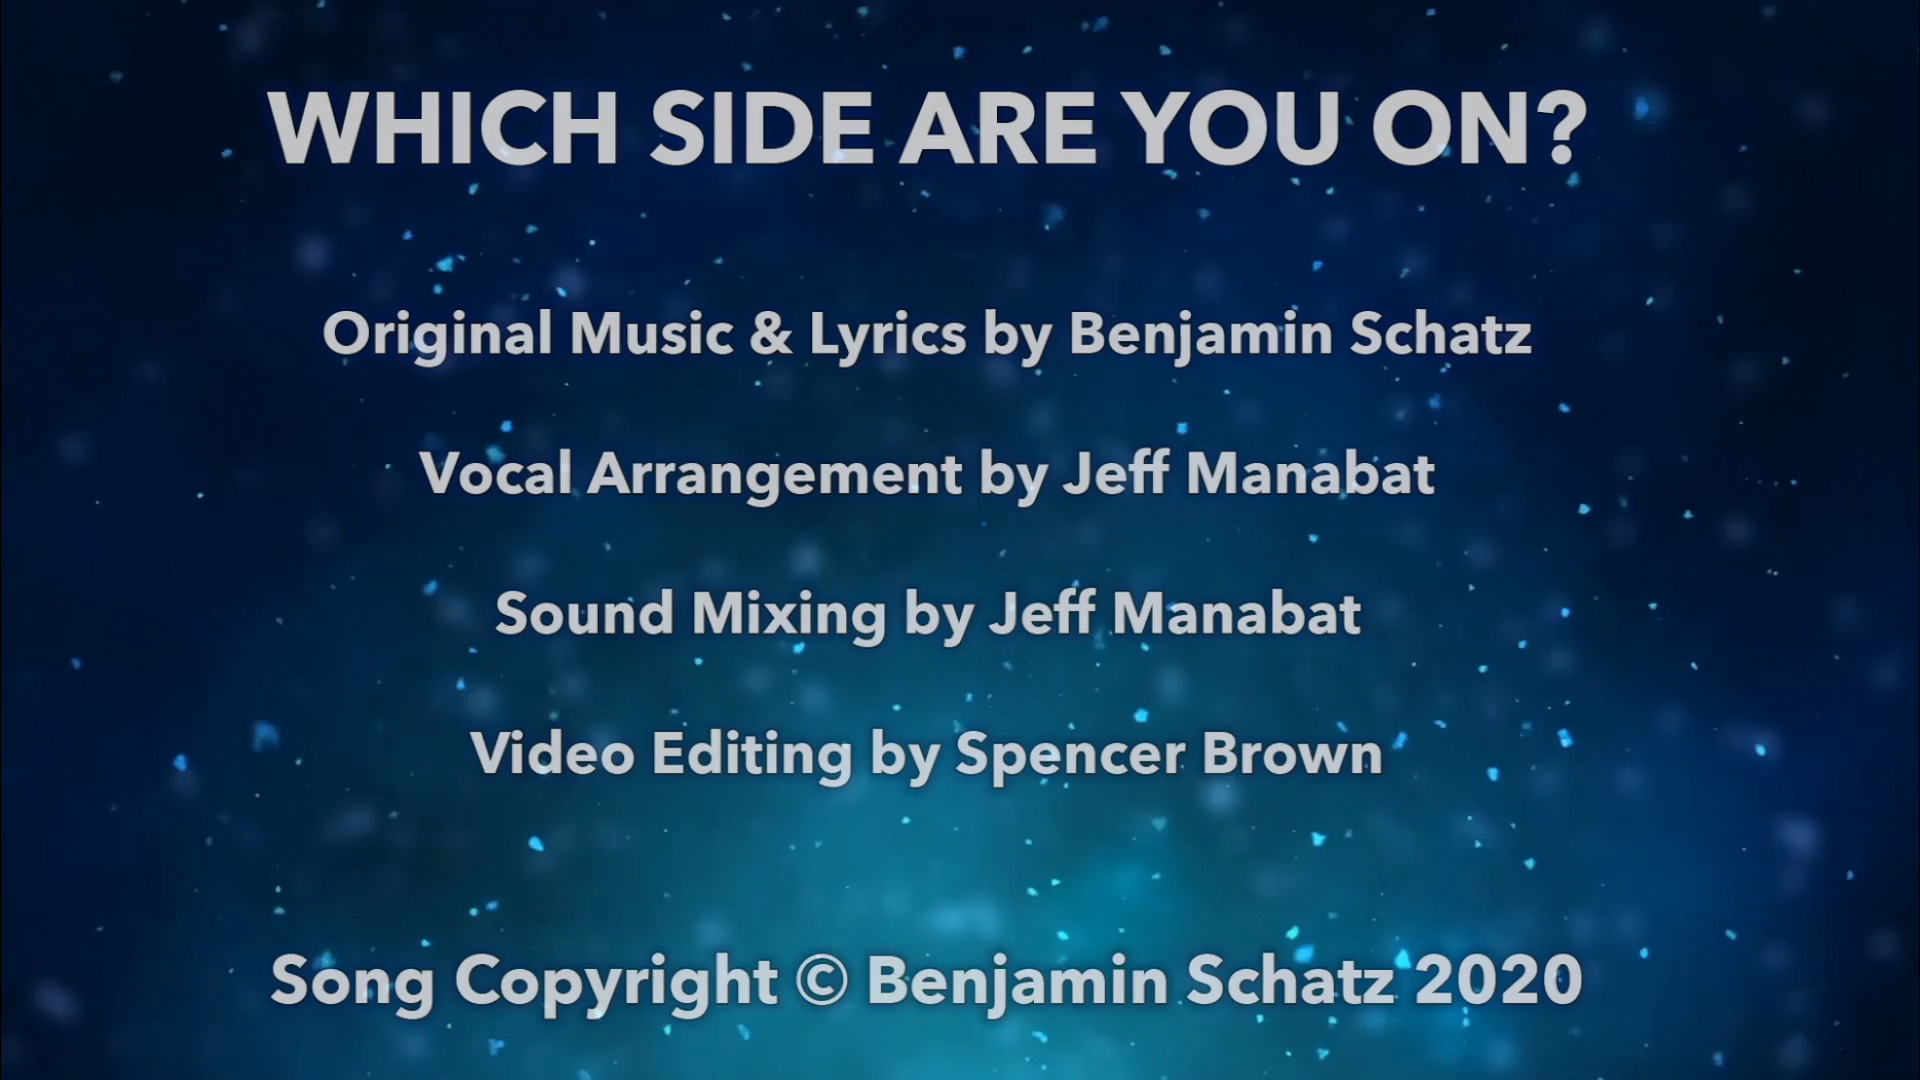 WHICH SIDE ARE YOU ON?
Original Music & Lyrics by Benjamin Schatz
Vocal Arrangement by Jeff Manabat
Sound Mixing by Jeff Manabat
Video Editing by Spencer Brown
Song Copyright © Benjamin Schatz 2020